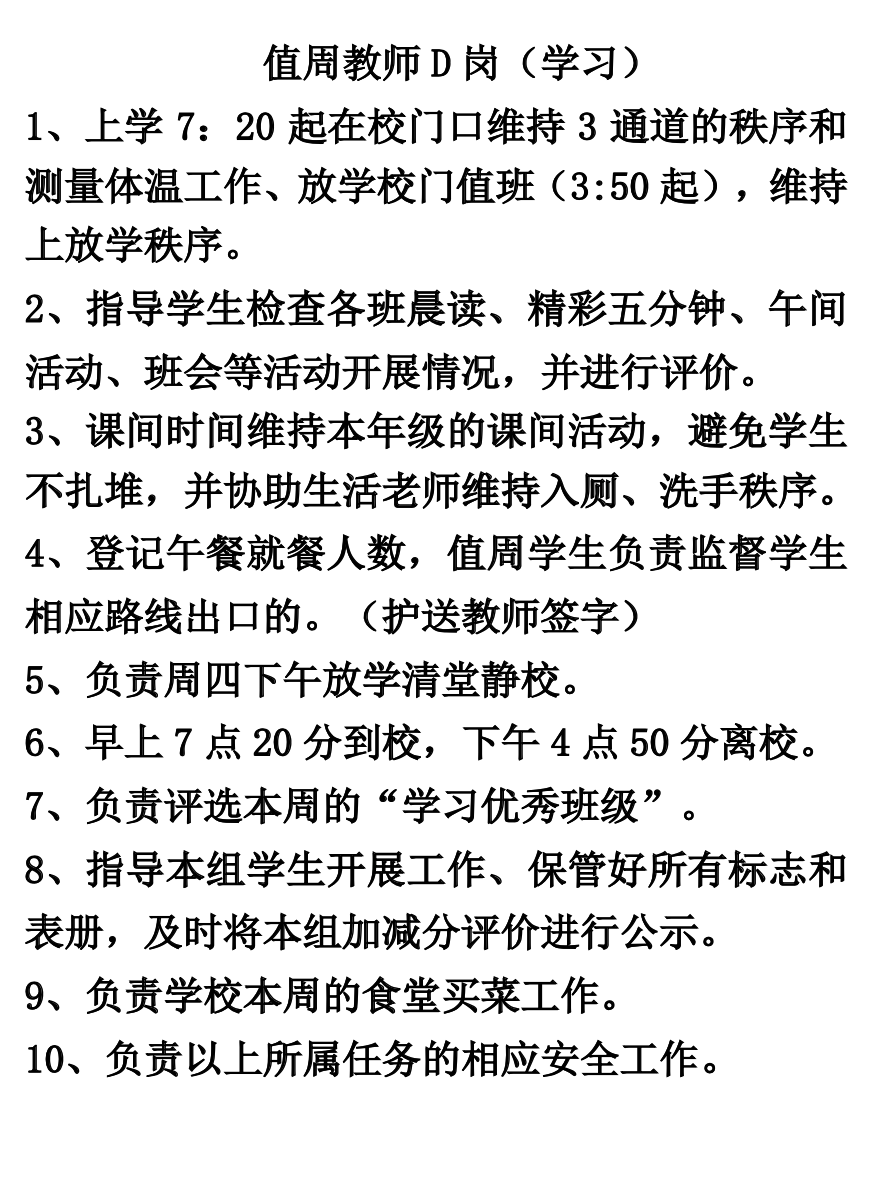 值周教师 D 岗（学习）
1、上学 7：20 起在校门口维持 3 通道的秩序和
测量体温工作、放学校门值班（3:50 起），维持
上放学秩序。
2、指导学生检查各班晨读、精彩五分钟、午间
活动、班会等活动开展情况，并进行评价。
3、课间时间维持本年级的课间活动，避免学生
不扎堆，并协助生活老师维持入厕、洗手秩序。
4、登记午餐就餐人数，值周学生负责监督学生
相应路线出口的。（护送教师签字）
5、负责周四下午放学清堂静校。
6、早上 7 点 20 分到校，下午 4 点 50 分离校。
7、负责评选本周的“学习优秀班级”。
8、指导本组学生开展工作、保管好所有标志和
表册，及时将本组加减分评价进行公示。
9、负责学校本周的食堂买菜工作。
10、负责以上所属任务的相应安全工作。